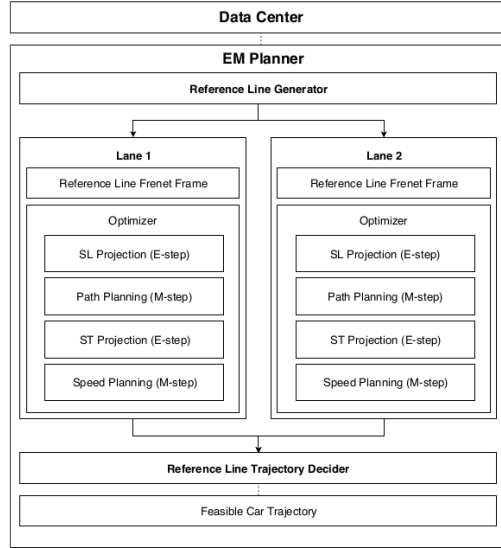 Data Center
EM Planner
Reference Line Generator
Lane 1
Reference Line Frenet Frame
Optimizer
SL Projection (E-step)
Path Planning (M-step)
ST Projection (E-step)
Speed Planning (M-step)
Lane 2
Reference Line Frenet Frame
Optimizer
SL Projection (E-step)
Path Planning (M-step)
ST Projection (E-step)
Speed Planning (M-step)
Reference Line Trajectory Decider
Feasible Car Trajectory